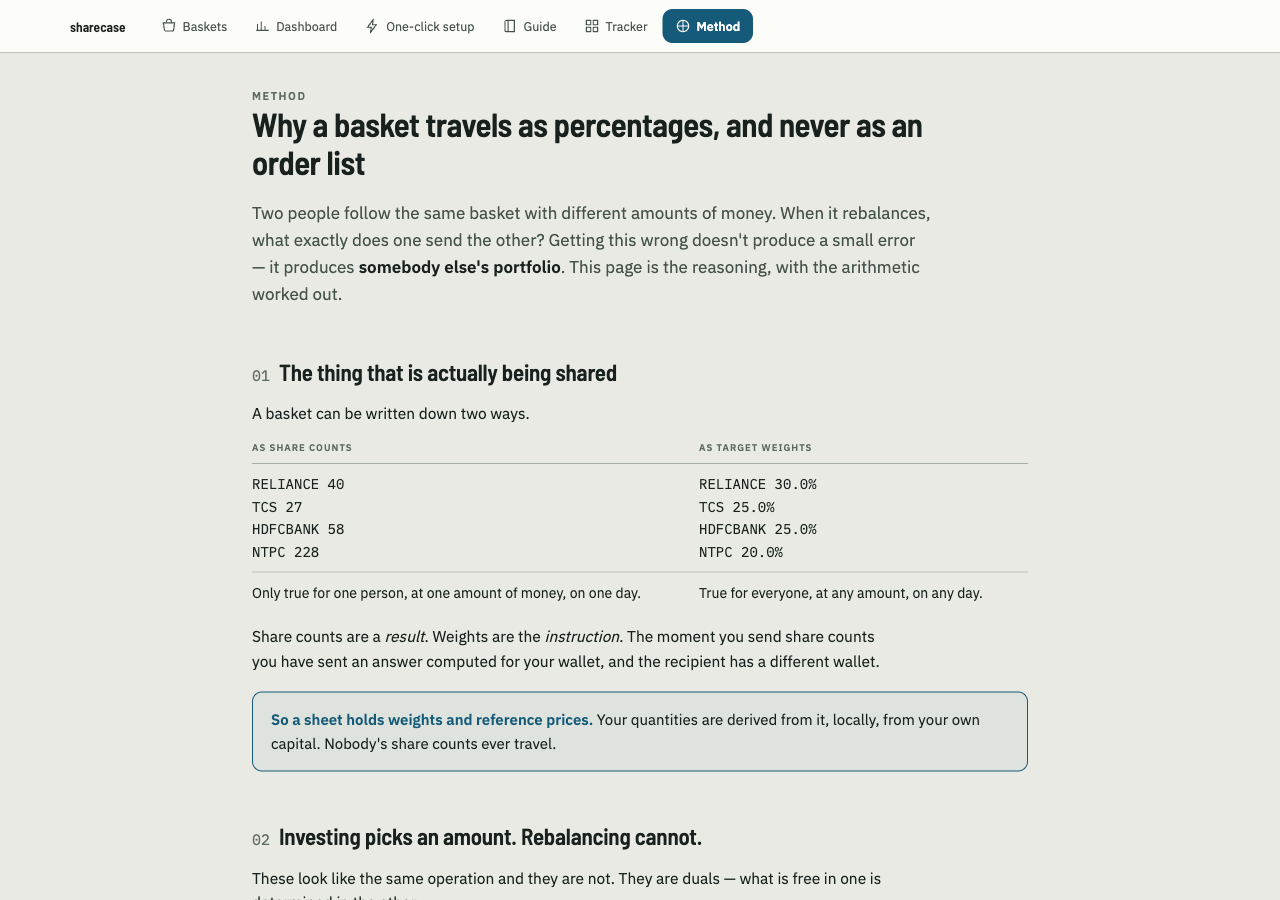 sharecase
Baskets
Dashboard
One-click setup
Guide
Tracker
Method
METHOD
Why a basket travels as percentages, and never as an
order list
Two people follow the same basket with different amounts of money. When it rebalances,
what exactly does one send the other? Getting this wrong doesn't produce a small error
— it produces somebody else's portfolio. This page is the reasoning, with the arithmetic
worked out.
01 The thing that is actually being shared
A basket can be written down two ways.
AS SHARE COUNTS
AS TARGET WEIGHTS
RELIANCE 40
RELIANCE 30.0%
TCS 27
TCS 25.0%
HDFCBANK 58
HDFCBANK 25.0%
NTPC 228
NTPC 20.0%
Only true for one person, at one amount of money, on one day.
True for everyone, at any amount, on any day.
Share counts are a result. Weights are the instruction. The moment you send share counts
you have sent an answer computed for your wallet, and the recipient has a different wallet.
So a sheet holds weights and reference prices. Your quantities are derived from it, locally, from your own
capital. Nobody's share counts ever travel.
02 Investing picks an amount. Rebalancing cannot.
These look like the same operation and they are not. They are duals — what is free in one is